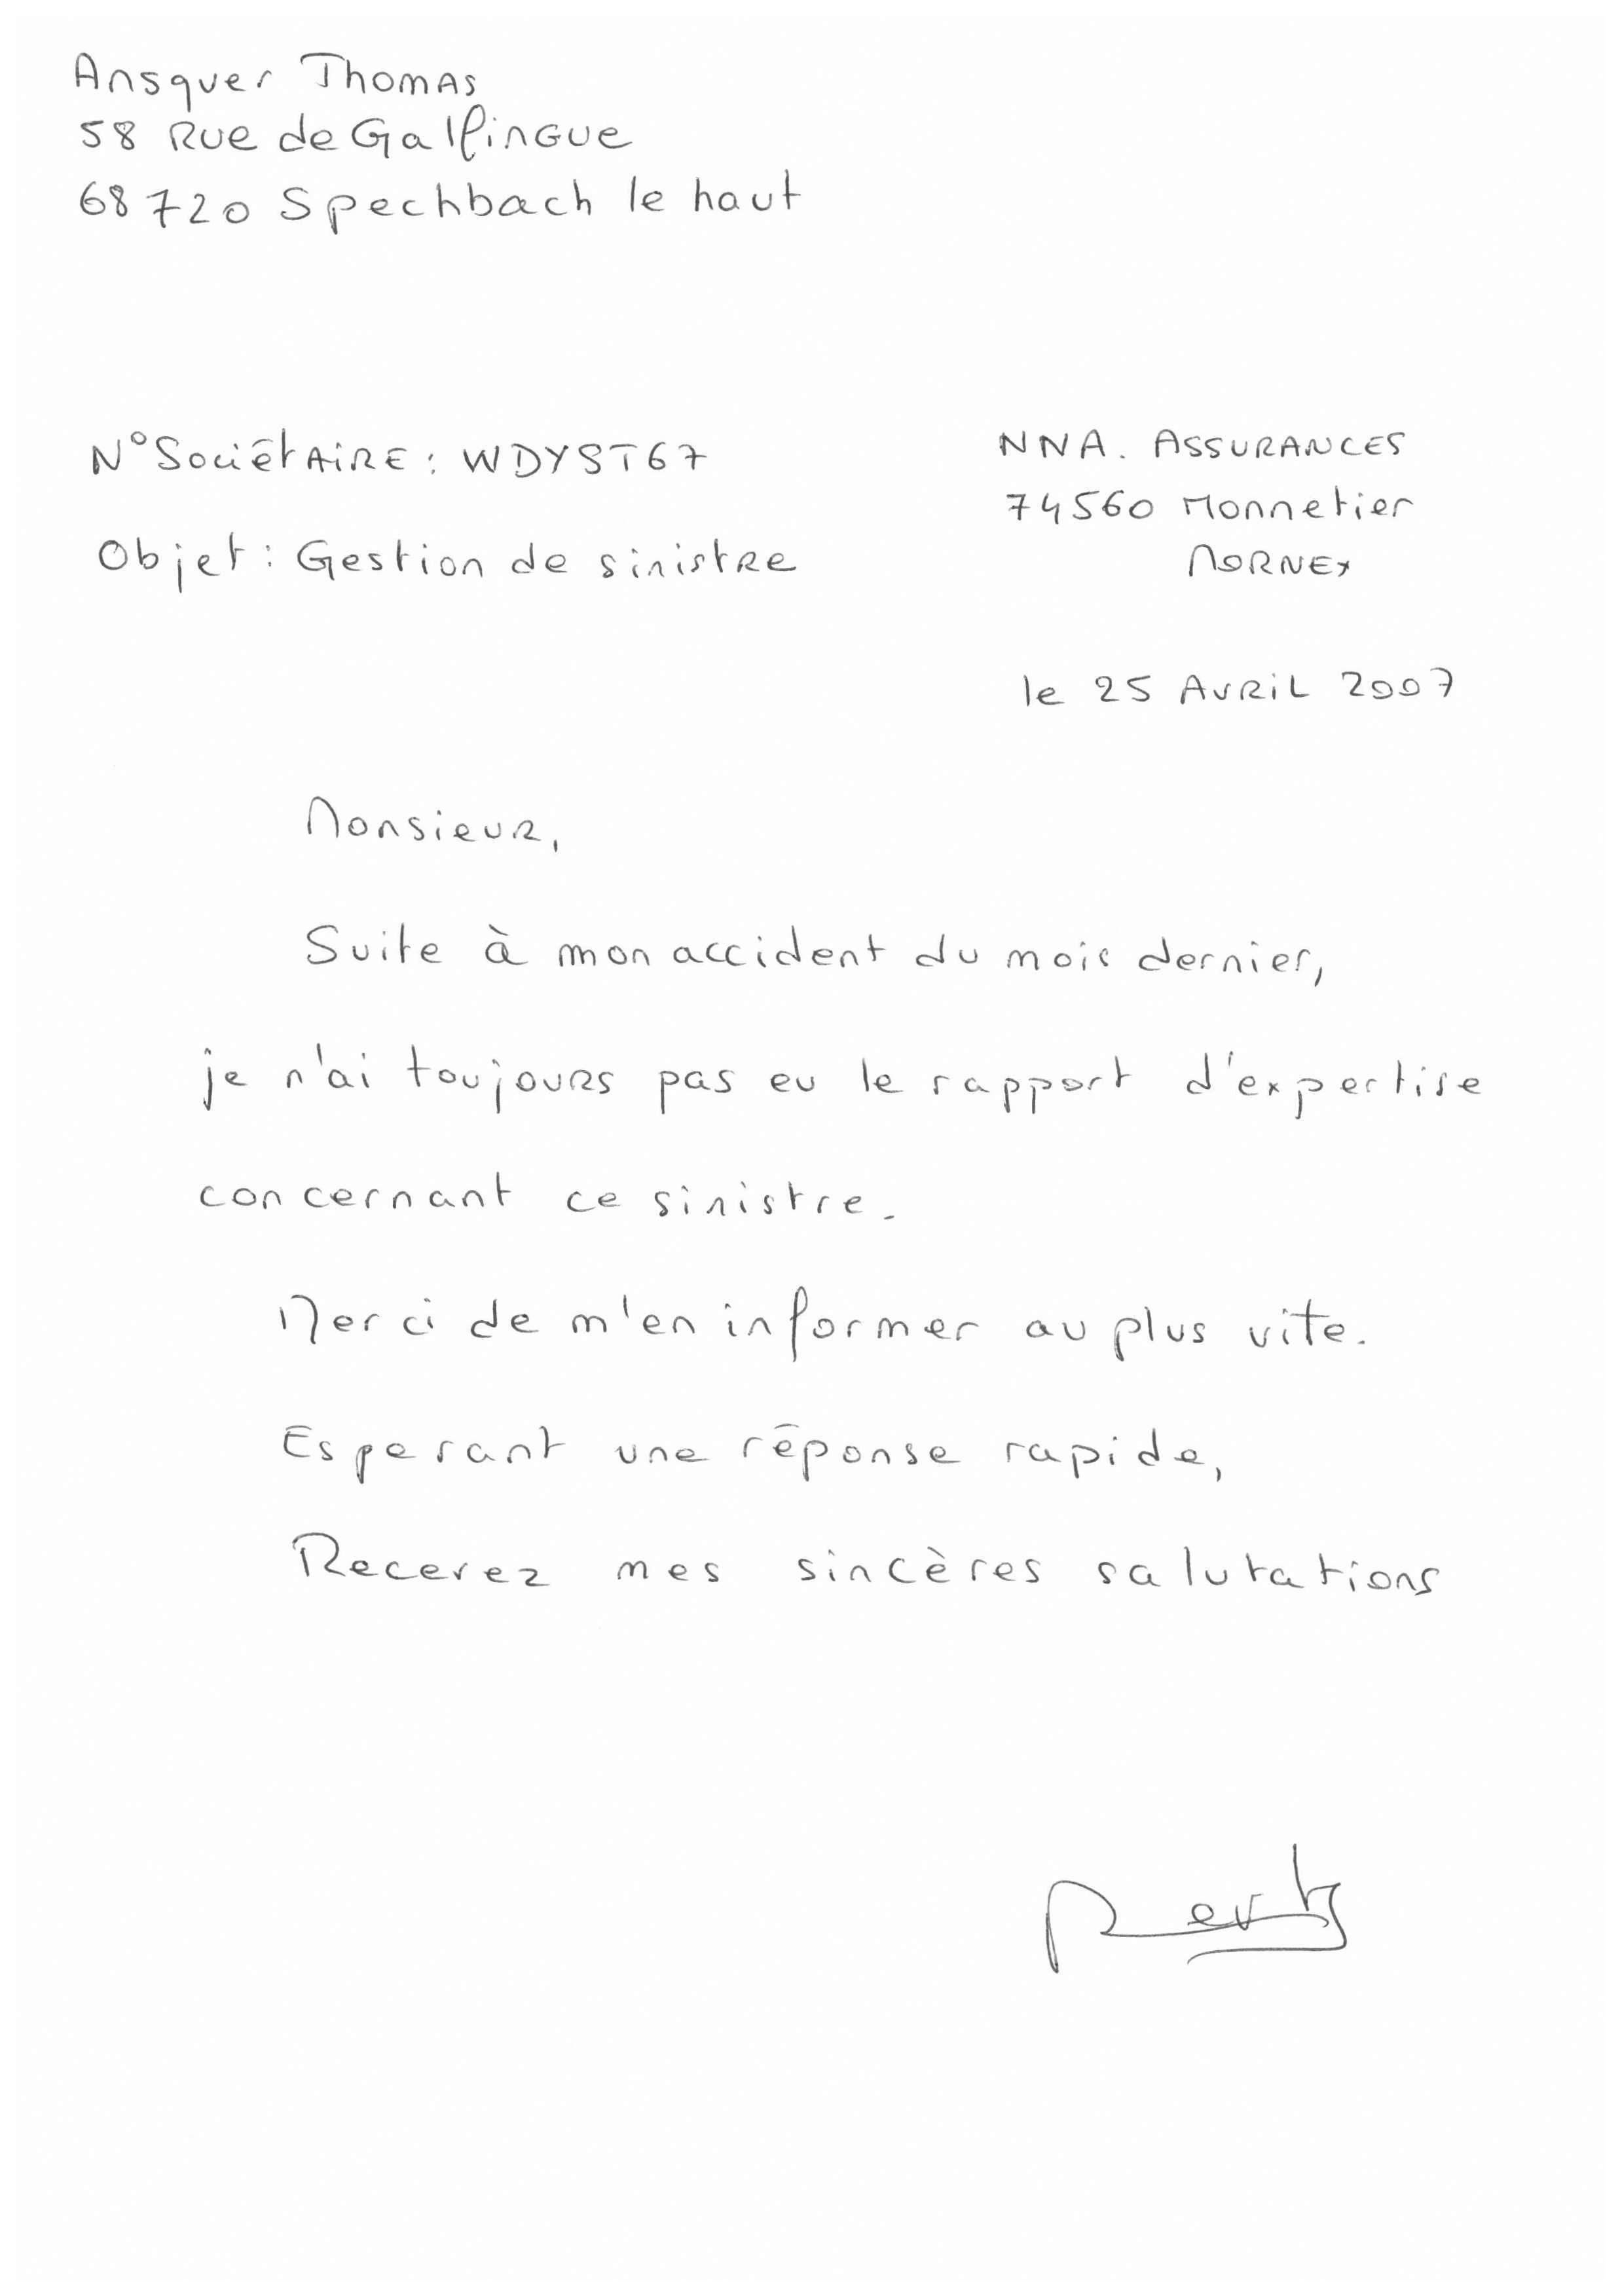 Ansquer Thomas
58 Rue de Galfingue
68720 Spechbach le haut
N° Sociétaire : WDYST67
NNA. ASSURANCES
74560 Monnetier
MORNEX
Objet : Gestion de sinistre
le 25 Avril 2007
Monsieur,
Suite à mon accident du mois dernier,
je n'ai toujours pas eu le rapport d'expertise
concernant ce sinistre.
Merci de m'en informer au plus vite.
Esperant une réponse rapide,
Recevez mes sincères salutations